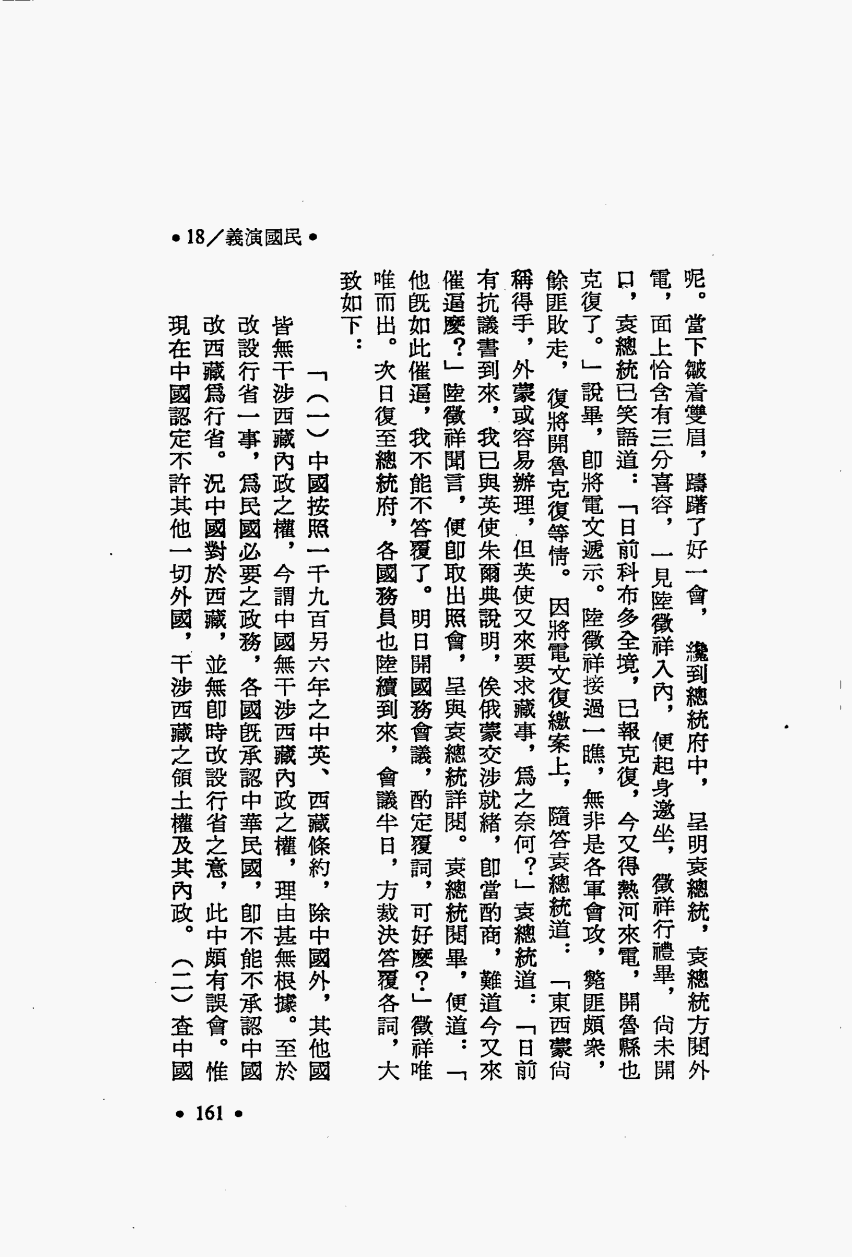 •18／義演國民•
呢。當下皺着雙眉，躊躇了好一會，纔到總統府中，呈明袁總統，袁總統方閱外
電，面上恰含有三分喜容，一見陸徵祥入內，便起身邀坐，徵祥行禮畢，尙未開
口，袁總統已笑語道：「日前科布多全境，已報克復，今又得熱河來電，開魯縣也
克復了。」說畢，卽將電文遞示。陸徵祥接過一瞧，無非是各軍會攻，斃匪頗衆，
餘匪敗走，復將開魯克復等情。因將電文復繳案上，隨答袁總統道：「東西蒙尙
稱得手，外蒙或容易辦理，但英使又來要求藏事，爲之奈何？」袁總統道：「日前
有抗議書到來，我已與英使朱爾典說明，俟俄蒙交涉就緒，卽當酌商，難道今又來
催逼麼？」陸徵祥聞言，便卽取出照會，呈與袁總統詳閱。袁總統閱畢，便道：「
他旣如此催逼，我不能不答覆了。明日開國務會議，酌定覆詞，可好麼？」徵祥唯
唯而出。次日復至總統府，各國務員也陸續到來，會議半日，方裁決答覆各詞，大
致如下：
「（一）中國按照一千九百另六年之中英、西藏條約，除中國外，其他國
皆無干涉西藏內政之權，今謂中國無干涉西藏內政之權，理由甚無根據。至於
改設行省一事，爲民國必要之政務，各國旣承認中華民國，卽不能不承認中國
改西藏爲行省。況中國對於西藏，並無卽時改設行省之意，此中頗有誤會。惟
現在中國認定不許其他一切外國，干涉西藏之領土權及其內政。（二）查中國
•161•